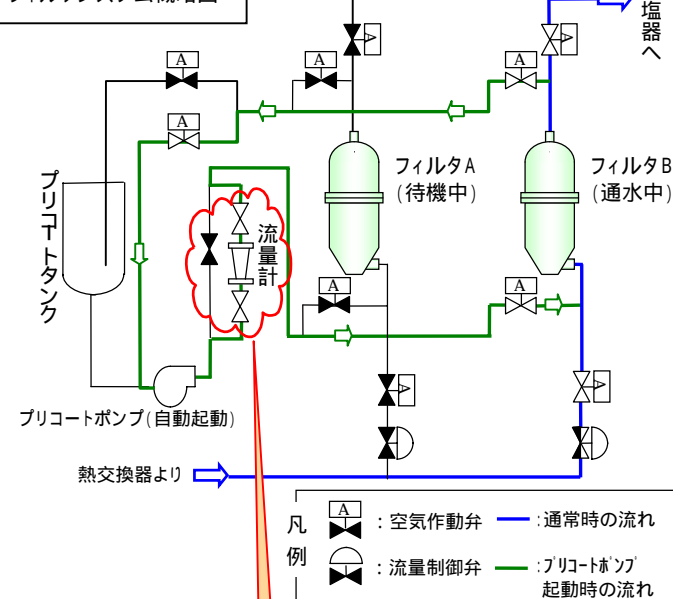 塩器へ
A
A
A
A
A
A
フィルタA
(待機中)
フィルタB
(通水中)
プリコートタンク
流量計
A
A
A
A
プリコートポンプ(自動起動)
熱交換器より
凡例
A
:空気作動弁
:通常時の流れ
:流量制御弁
:プリコートポンプ
起動時の流れ